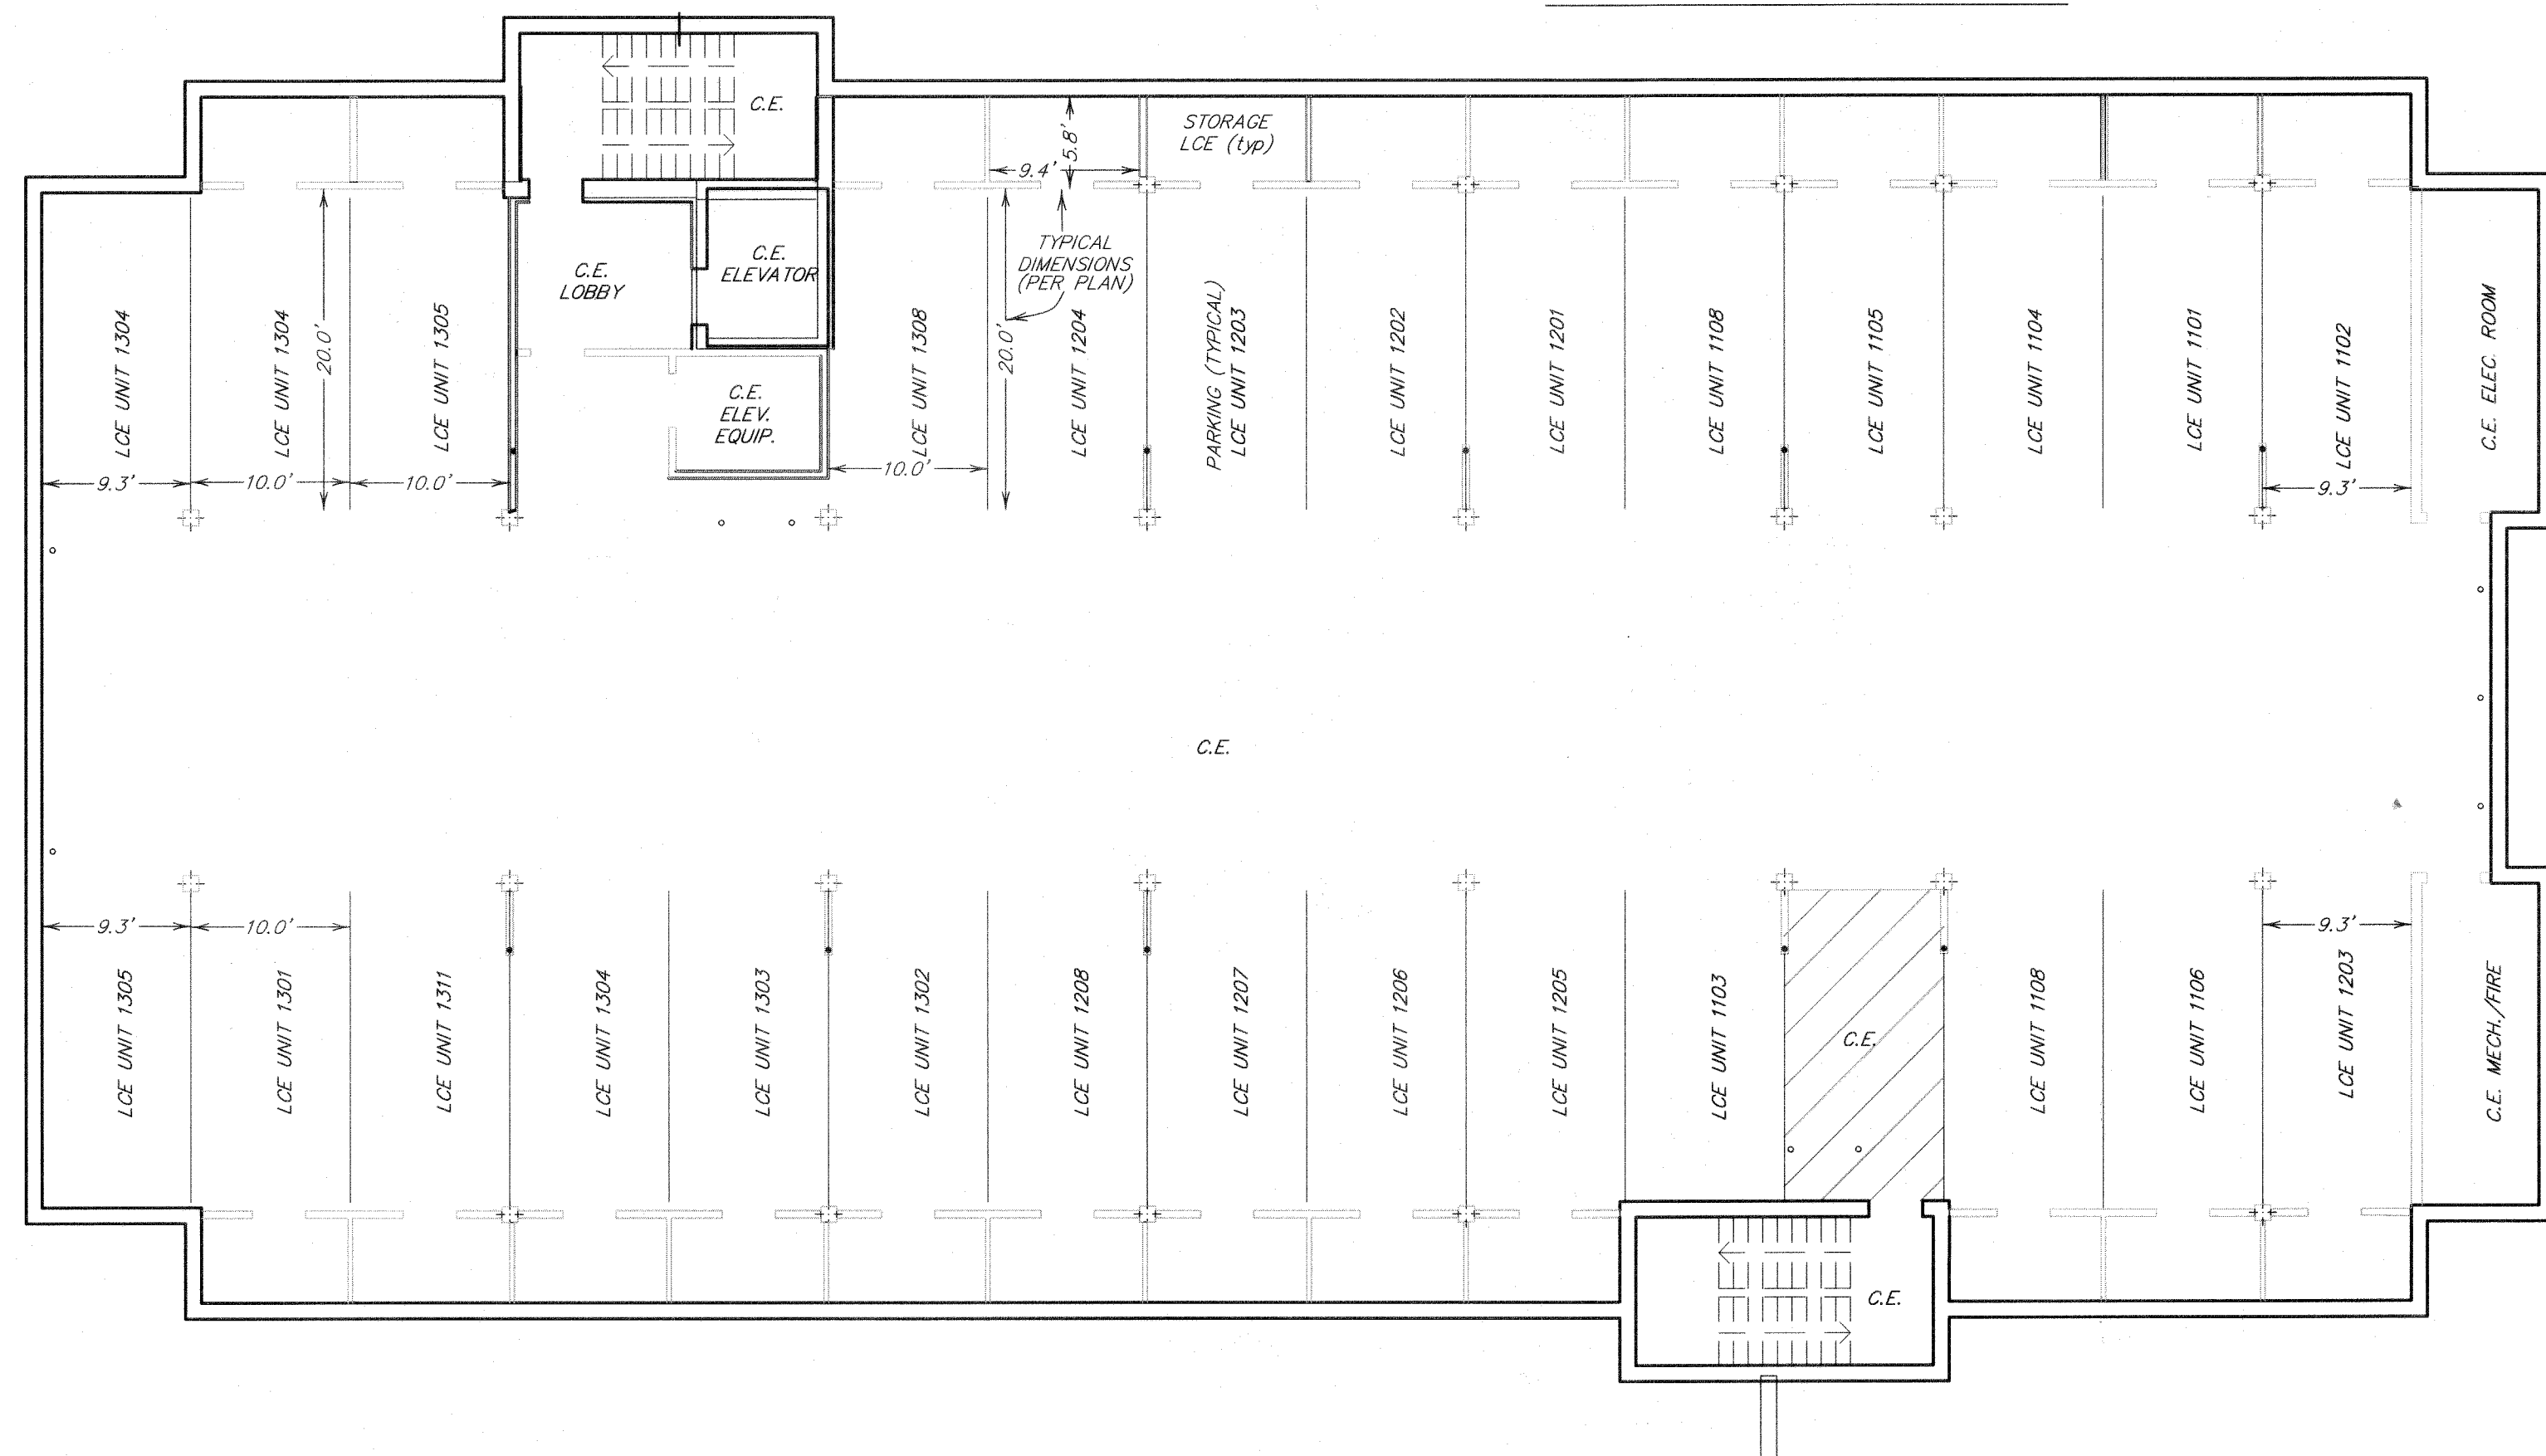 C.E.
STORAGE
LCE (typ)
5.8'
9.4'
TYPICAL
DIMENSIONS
(PER PLAN)
C.E.
LOBBY
C.E.
ELEVATOR
C.E.
ELEV.
EQUIP.
LCE UNIT 1304
LCE UNIT 1304
20.0'
LCE UNIT 1305
LCE UNIT 1308
20.0'
LCE UNIT 1204
PARKING (TYPICAL)
LCE UNIT 1203
LCE UNIT 1202
LCE UNIT 1201
LCE UNIT 1108
LCE UNIT 1105
LCE UNIT 1104
LCE UNIT 1101
LCE UNIT 1102
C.E. ELEC. ROOM
9.3'
10.0'
10.0'
10.0'
9.3'
C.E.
9.3'
10.0'
9.3'
LCE UNIT 1305
LCE UNIT 1301
LCE UNIT 1311
LCE UNIT 1304
LCE UNIT 1303
LCE UNIT 1302
LCE UNIT 1208
LCE UNIT 1207
LCE UNIT 1206
LCE UNIT 1205
LCE UNIT 1103
C.E.
LCE UNIT 1108
LCE UNIT 1106
LCE UNIT 1203
C.E. MECH./FIRE
C.E.